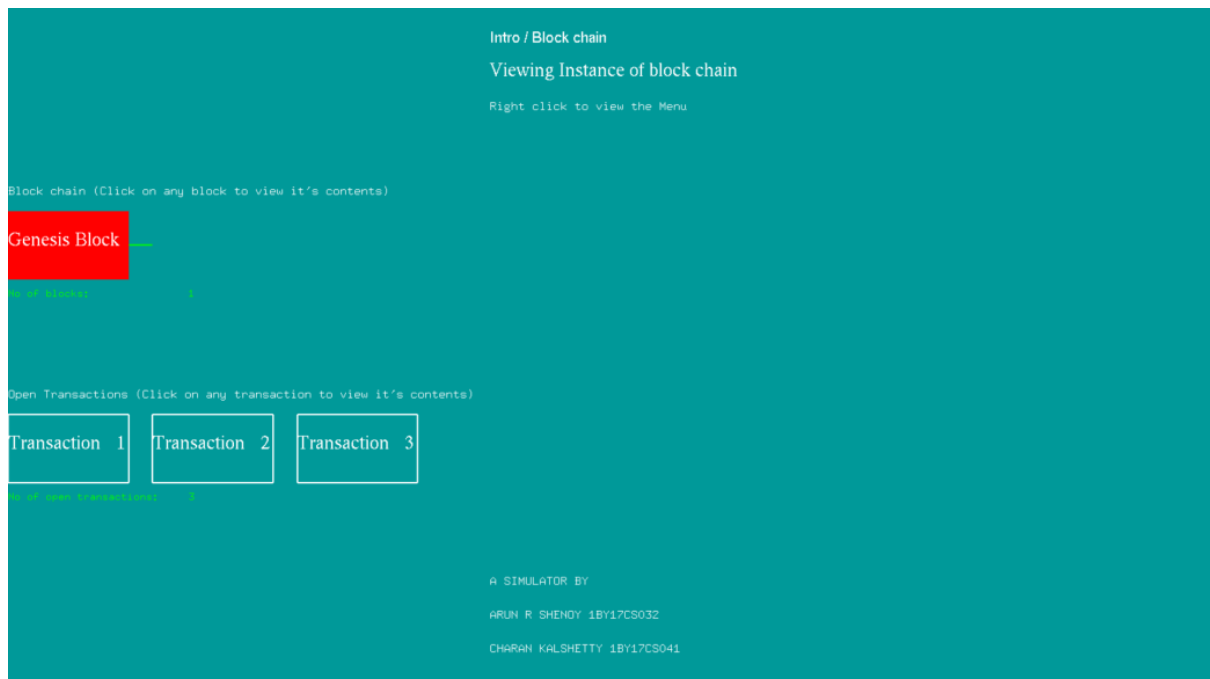 Intro / Block chain
Viewing Instance of block chain
Right click to view the Menu
Block chain (Click on any block to view it's contents)
Genesis Block
No of blocks: 1
Open Transactions (Click on any transaction to view it's contents)
Transaction 1 Transaction 2 Transaction 3
No of open transactions: 3
A SIMULATOR BY
ARUN R SHENOY 1BY17CS032
CHARAN KALSHETTY 1BY17CS041